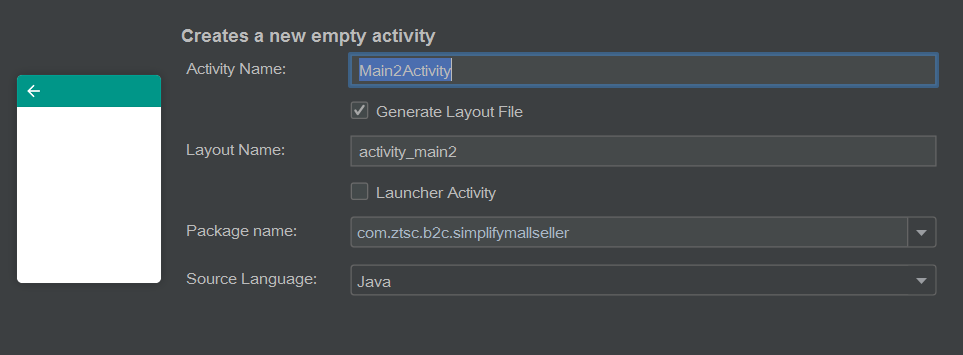 Creates a new empty activity
Activity Name: Main2Activity
Generate Layout File
Layout Name: activity_main2
Launcher Activity
Package name: com.ztsc.b2c.simplifymallseller
Source Language: Java